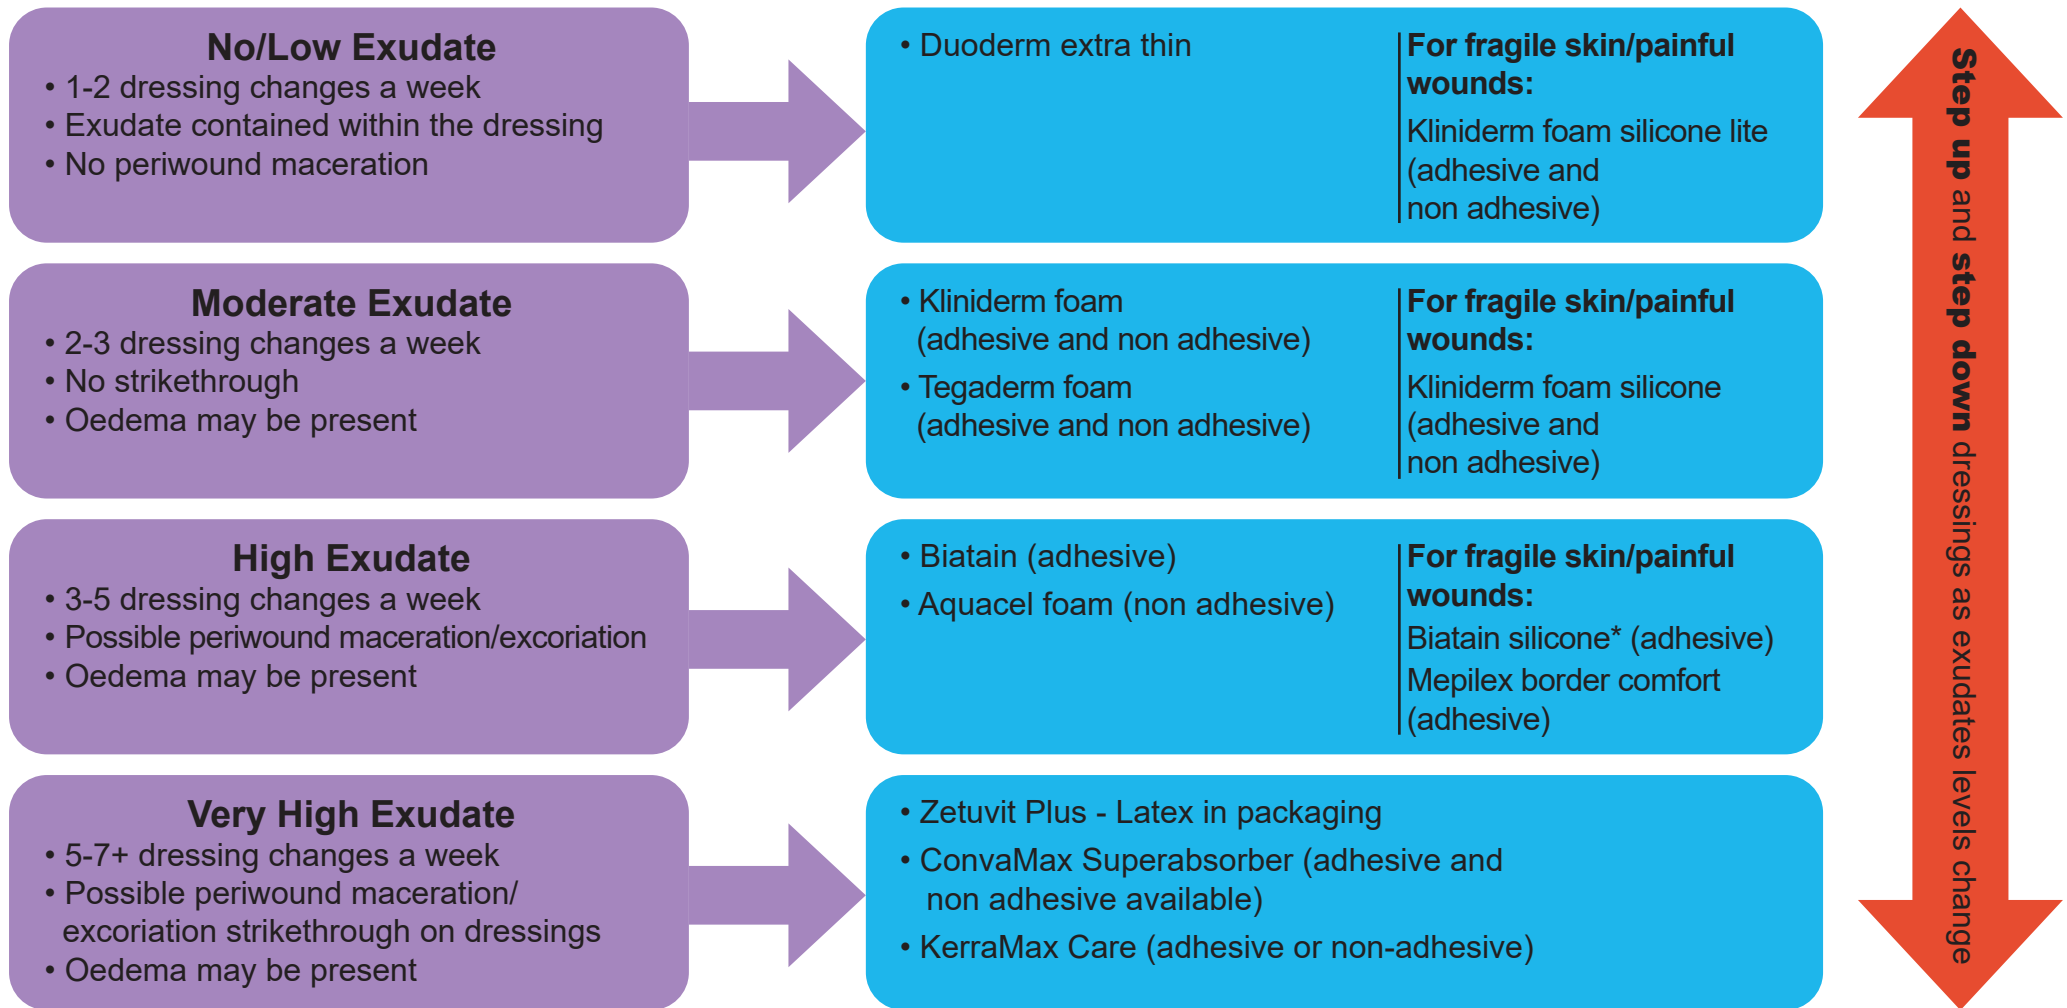 No/Low Exudate
• 1-2 dressing changes a week
• Exudate contained within the dressing
• No periwound maceration
• Duoderm extra thin
For fragile skin/painful
wounds:
Kliniderm foam silicone lite
(adhesive and
non adhesive)
Moderate Exudate
• 2-3 dressing changes a week
• No strikethrough
• Oedema may be present
• Kliniderm foam
(adhesive and non adhesive)
• Tegaderm foam
(adhesive and non adhesive)
For fragile skin/painful
wounds:
Kliniderm foam silicone
(adhesive and
non adhesive)
High Exudate
• 3-5 dressing changes a week
• Possible periwound maceration/excoriation
• Oedema may be present
• Biatain (adhesive)
• Aquacel foam (non adhesive)
For fragile skin/painful
wounds:
Biatain silicone* (adhesive)
Mepilex border comfort
(adhesive)
Very High Exudate
• 5-7+ dressing changes a week
• Possible periwound maceration/
excoriation strikethrough on dressings
• Oedema may be present
• Zetuvit Plus - Latex in packaging
• ConvaMax Superabsorber (adhesive and
non adhesive available)
• KerraMax Care (adhesive or non-adhesive)
Step up and step down dressings as exudates levels change